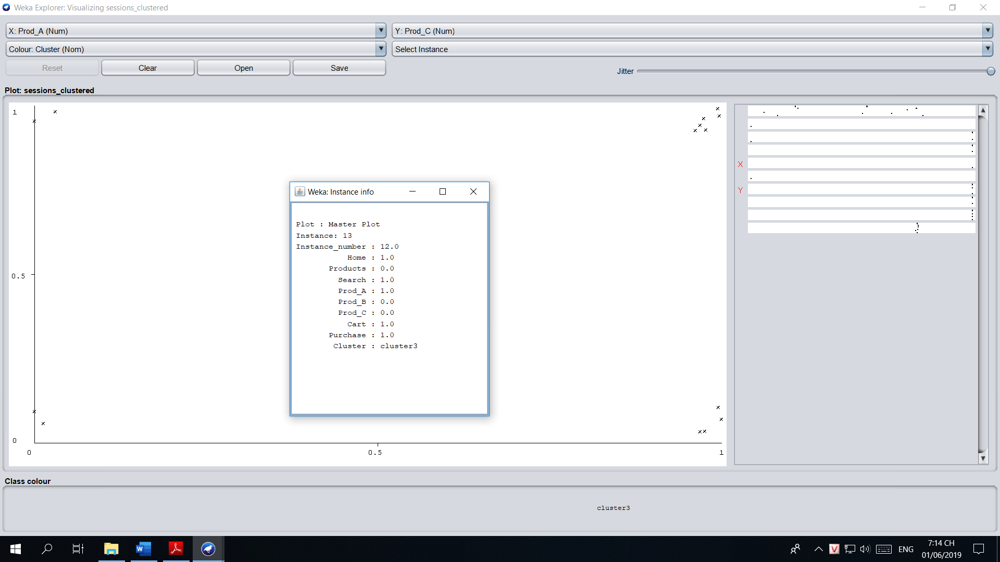 Weka Explorer: Visualizing sessions_clustered
X: Prod_A (Num)
Y: Prod_C (Num)
Colour: Cluster (Nom)
Select Instance
Reset
Clear
Open
Save
Jitter
Plot: sessions_clustered
1
0.5
0
0
0.5
1
X
Y
Weka: Instance info
Plot : Master Plot
Instance: 13
Instance_number : 12.0
Home : 1.0
Products : 0.0
Search : 1.0
Prod_A : 1.0
Prod_B : 0.0
Prod_C : 0.0
Cart : 1.0
Purchase : 1.0
Cluster : cluster3
Class colour
cluster3
ENG
7:14 CH
01/06/2019